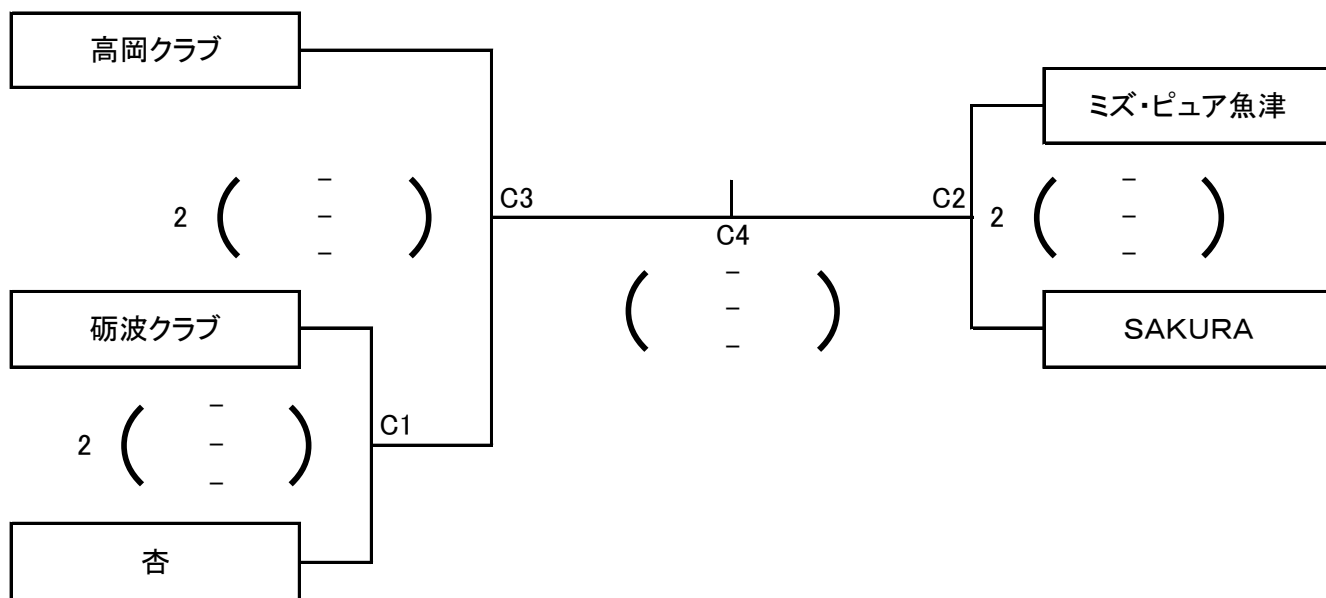 高岡クラブ
ミズ・ピュア魚津
2 ( - - - )
C3
C4
C2
2 ( - - - )
( - - - )
砺波クラブ
SAKURA
2 ( - - - )
C1
杏